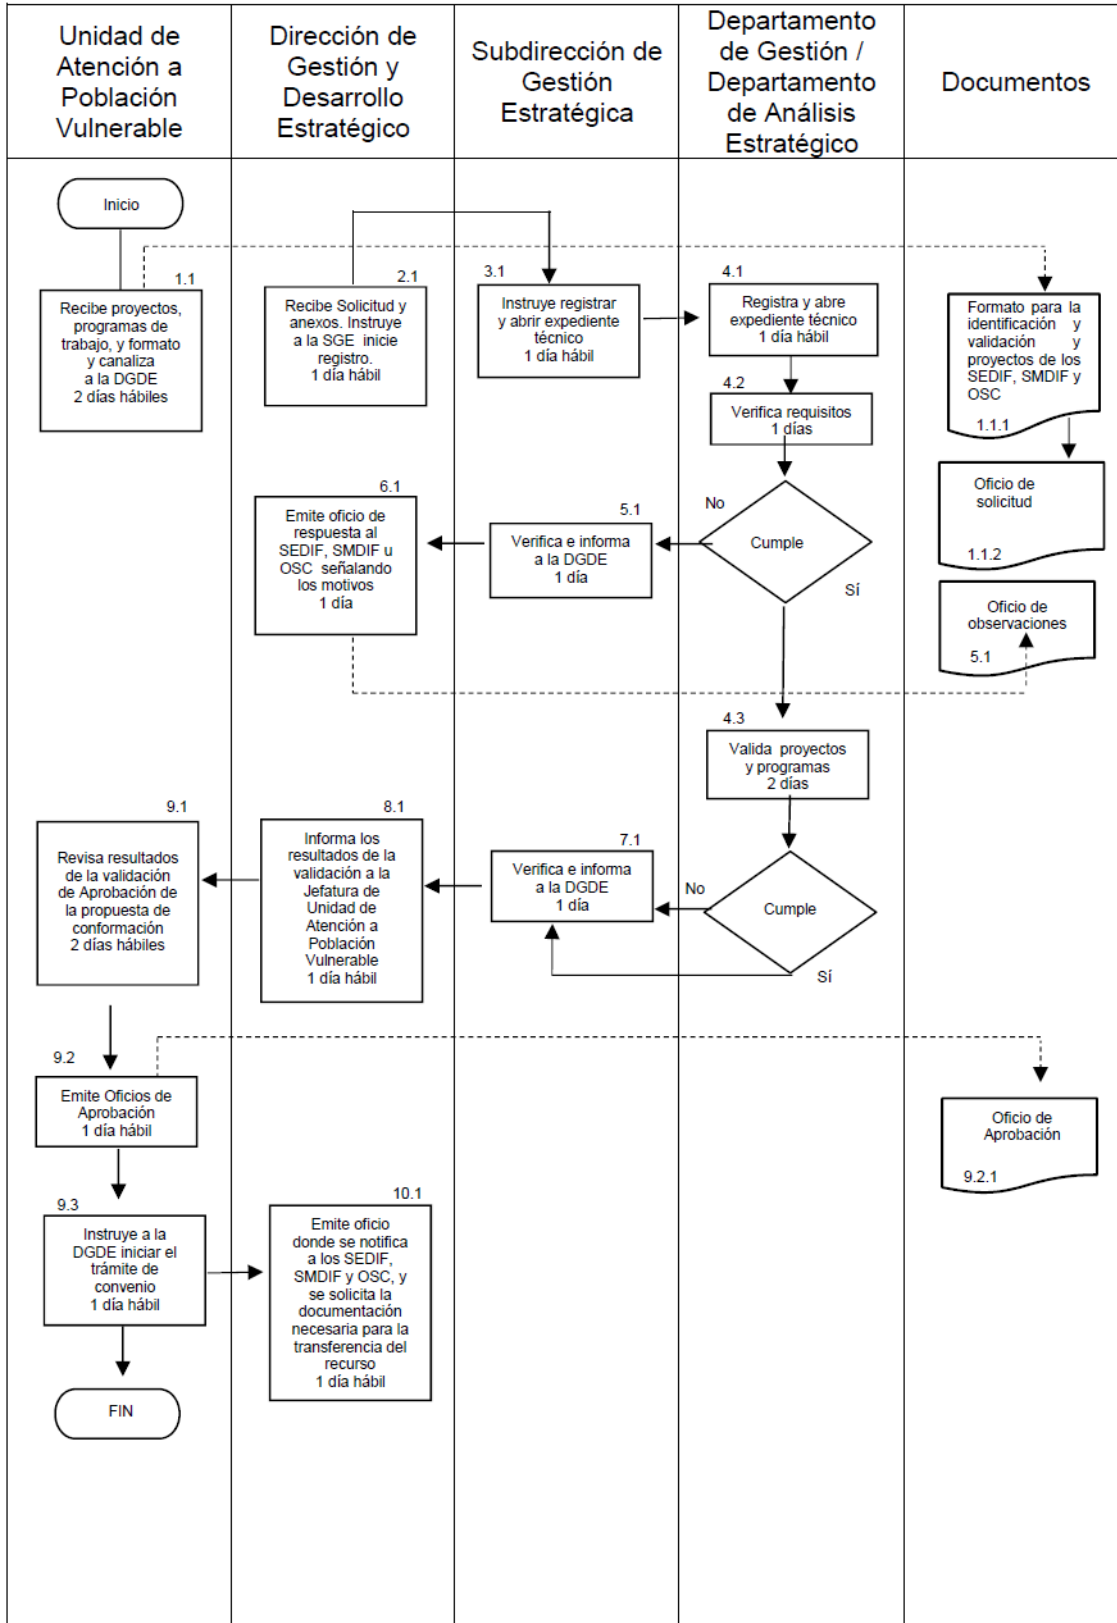 Unidad de
Atención a
Población
Vulnerable
Dirección de
Gestión y
Desarrollo
Estratégico
Subdirección de
Gestión
Estratégica
Departamento
de Gestión /
Departamento
de Análisis
Estratégico
Documentos
Inicio
1.1
Recibe proyectos,
programas de
trabajo, y formato
y canaliza
a la DGDE
2 días hábiles
2.1
Recibe Solicitud y
anexos. Instruye
a la SGE inicie
registro.
1 día hábil
3.1
Instruye registrar
y abrir expediente
técnico
1 día hábil
4.1
Registra y abre
expediente técnico
1 día hábil
Formato para la
identificación y
validación y
proyectos de los
SEDIF, SMDIF y
OSC
1.1.1
4.2
Verifica requisitos
1 días
Oficio de
solicitud
1.1.2
Cumple
No
Sí
5.1
Verifica e informa
a la DGDE
1 día
6.1
Emite oficio de
respuesta al
SEDIF, SMDIF u
OSC señalando
los motivos
1 día
Oficio de
observaciones
5.1
4.3
Valida proyectos
y programas
2 días
Cumple
No
Sí
7.1
Verifica e informa
a la DGDE
1 día
8.1
Informa los
resultados de la
validación a la
Jefatura de
Unidad de
Atención a
Población
Vulnerable
1 día hábil
9.1
Revisa resultados
de la validación
de Aprobación de
la propuesta de
conformación
2 días hábiles
9.2
Emite Oficios de
Aprobación
1 día hábil
Oficio de
Aprobación
9.2.1
9.3
Instruye a la
DGDE iniciar el
trámite de
convenio
1 día hábil
10.1
Emite oficio
donde se notifica
a los SEDIF,
SMDIF y OSC, y
se solicita la
documentación
necesaria para la
transferencia del
recurso
1 día hábil
FIN